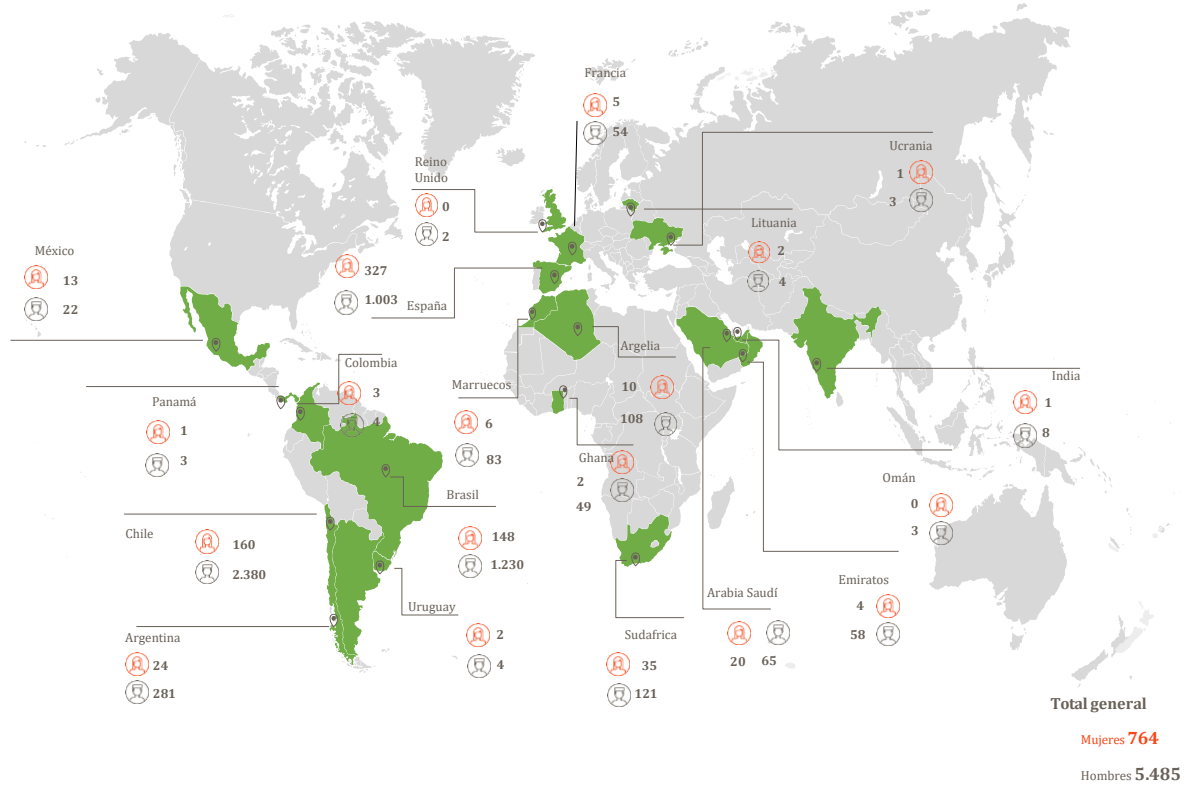 Francia
5
54
Ucrania
1
3
Reino
Unido
0
2
Lituania
2
4
México
13
22
327
1.003
España
Colombia
3
4
Argelia
10
108
Marruecos
6
83
India
1
8
Panamá
1
3
Ghana
2
49
Omán
0
3
Brasil
148
1.230
Chile
160
2.380
Emiratos
4
58
Arabia Saudí
20 65
Uruguay
2
4
Sudafrica
35
121
Argentina
24
281
Total general
Mujeres 764
Hombres 5.485